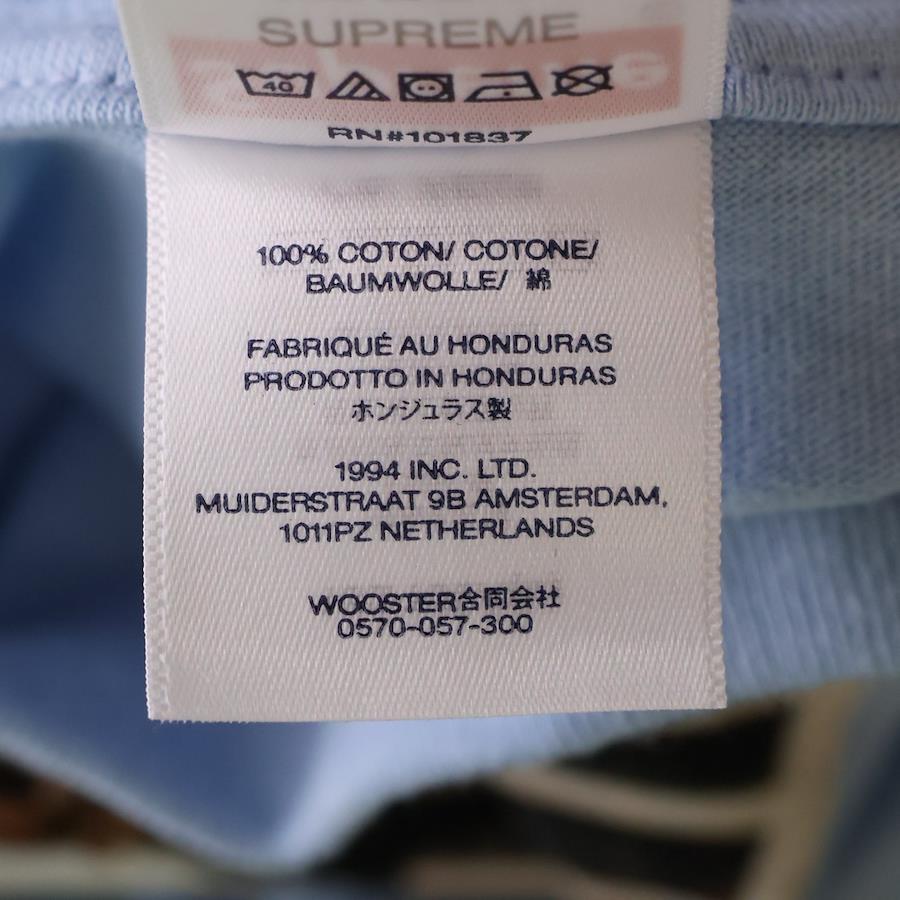 SUPREME
40
RN#101837
100% COTON/ COTONE/
BAUMWOLLE/ 綿
FABRIQUÉ AU HONDURAS
PRODOTTO IN HONDURAS
ホンジュラス製
1994 INC. LTD.
MUIDERSTRAAT 9B AMSTERDAM,
1011PZ NETHERLANDS
WOOSTER合同会社
0570-057-300